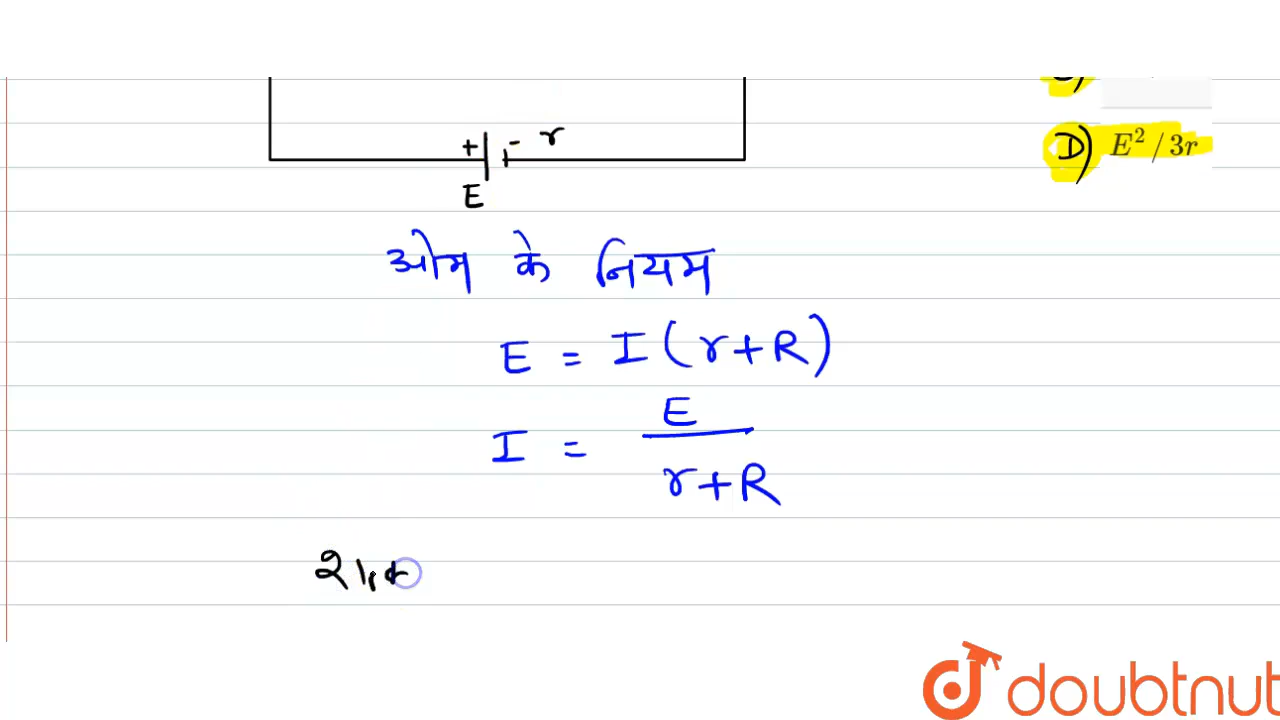 + - r
E
D) E² / 3r
ओम के नियम
E = I (r+R)
I = E / r+R
doubtnut